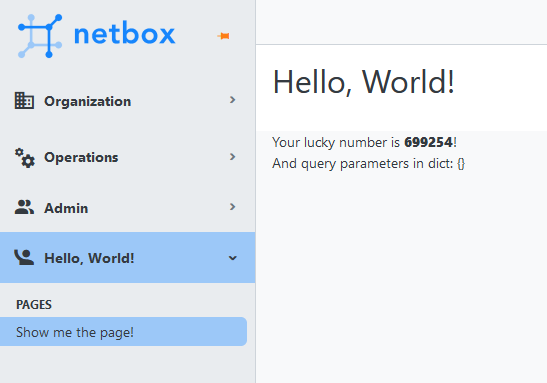 netbox
Organization
Operations
Admin
Hello, World!
PAGES
Show me the page!
Hello, World!
Your lucky number is 699254!
And query parameters in dict: {}